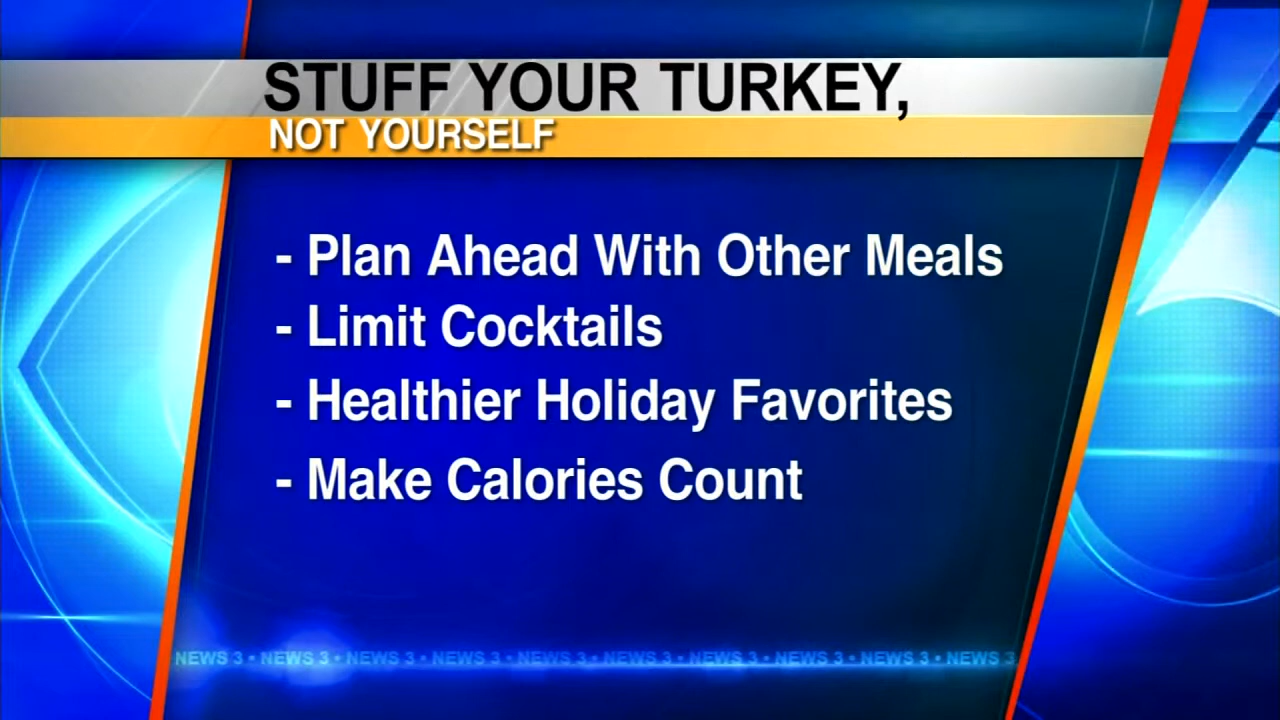 STUFF YOUR TURKEY,
NOT YOURSELF
- Plan Ahead With Other Meals
- Limit Cocktails
- Healthier Holiday Favorites
- Make Calories Count
NEWS 3 • NEWS 3 • NEWS 3 • NEWS 3 • NEWS 3 • NEWS 3 • NEWS 3 • NEWS 3 • NEWS 3 • NEWS 3